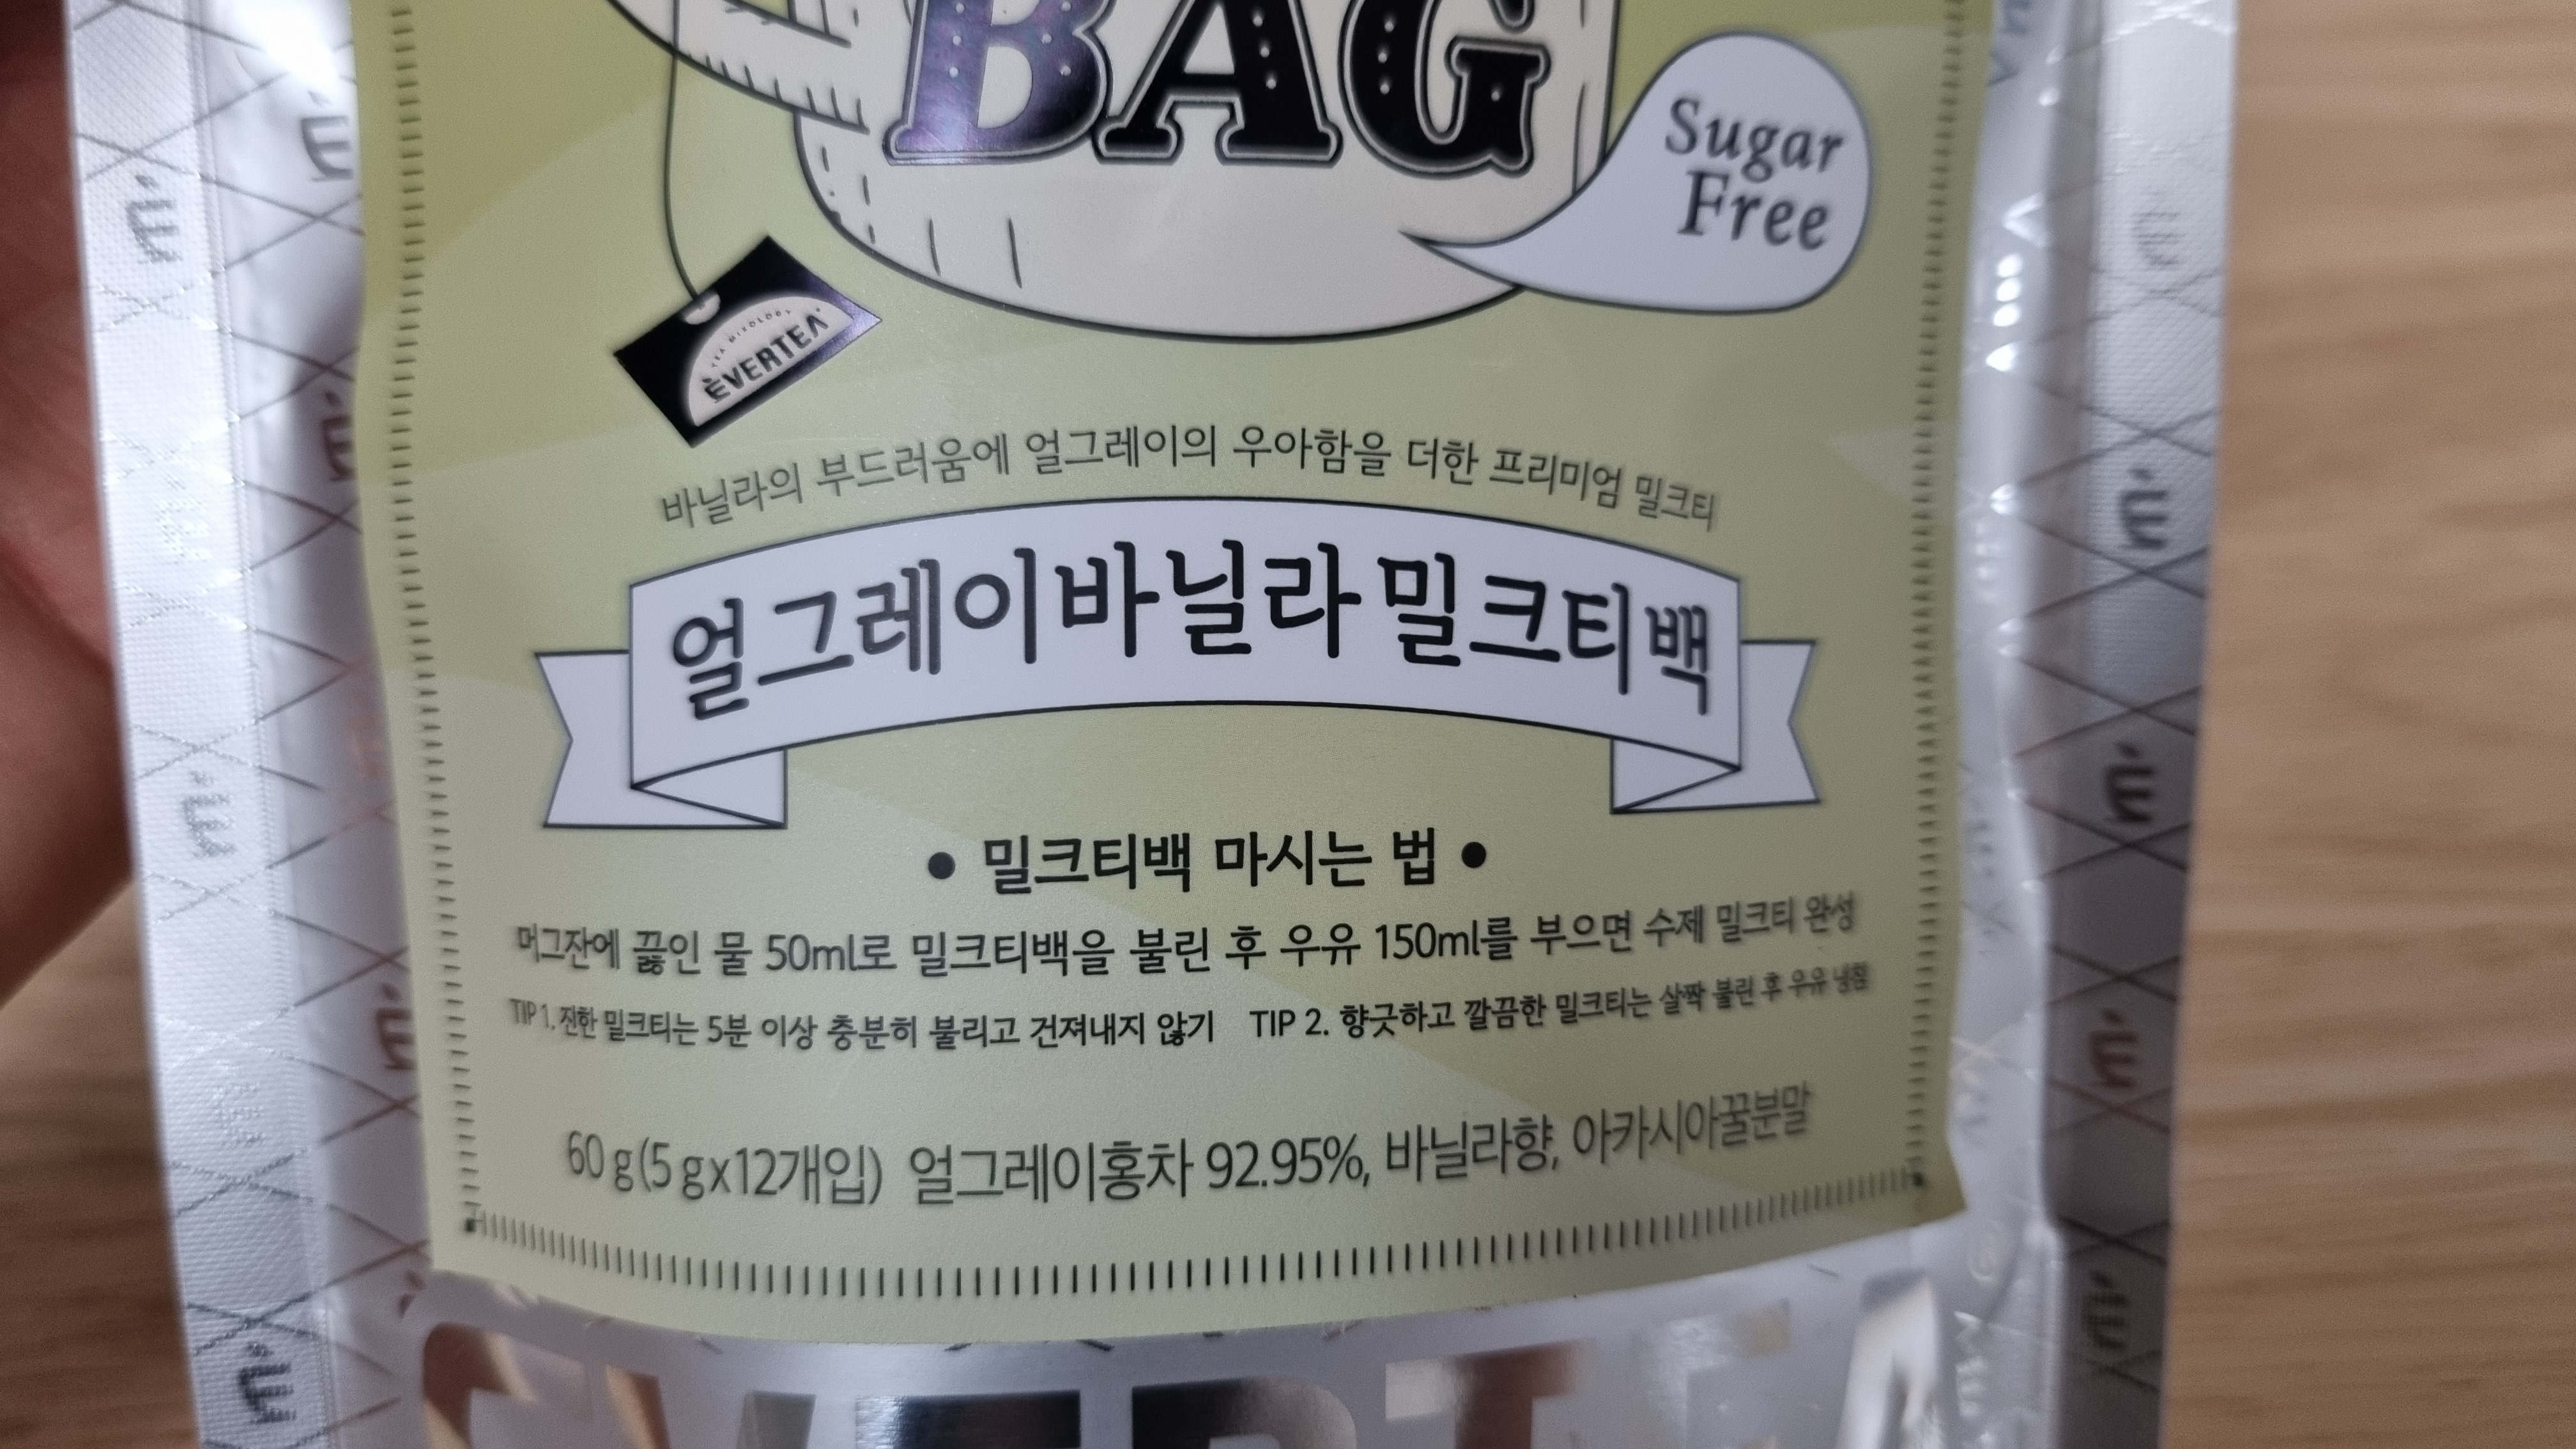 BAG
Sugar
Free
TEA MIXOLOGY
ÈVERTEA
바닐라의 부드러움에 얼그레이의 우아함을 더한 프리미엄 밀크티
얼그레이바닐라밀크티백
• 밀크티백 마시는 법 •
머그잔에 끓인 물 50ml로 밀크티백을 불린 후 우유 150ml를 부으면 수제 밀크티 완성
TIP 1. 진한 밀크티는 5분 이상 충분히 불리고 건져내지 않기 TIP 2. 향긋하고 깔끔한 밀크티는 살짝 불린 후 우유 냉침
60 g (5 gx12개입) 얼그레이홍차 92.95%, 바닐라향, 아카시아꿀분말